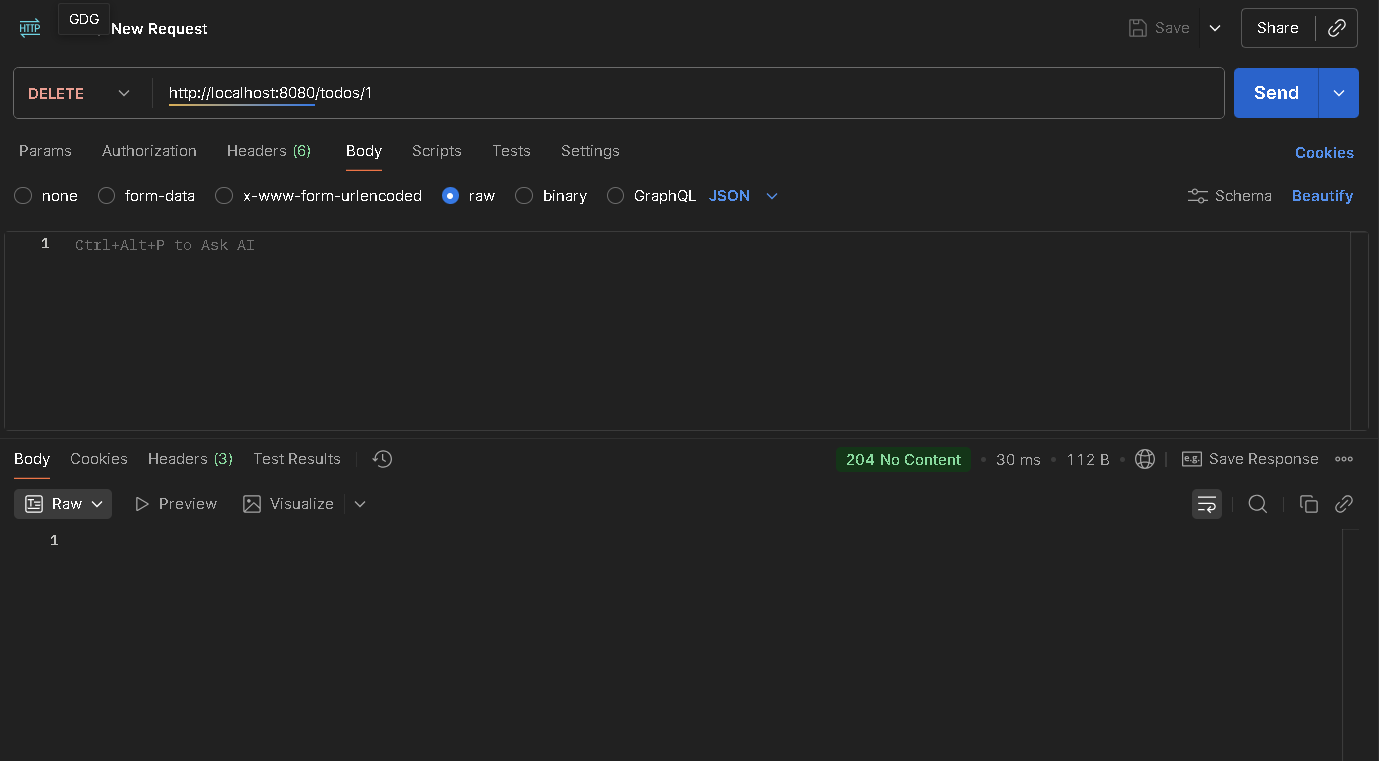 HTTP
GDG
New Request
Save
Share
DELETE
http://localhost:8080/todos/1
Send
Params Authorization Headers (6) Body Scripts Tests Settings Cookies
none form-data x-www-form-urlencoded raw binary GraphQL JSON Schema Beautify
1 Ctrl+Alt+P to Ask AI
Body Cookies Headers (3) Test Results 204 No Content • 30 ms • 112 B • e.g. Save Response
Raw Preview Visualize
1